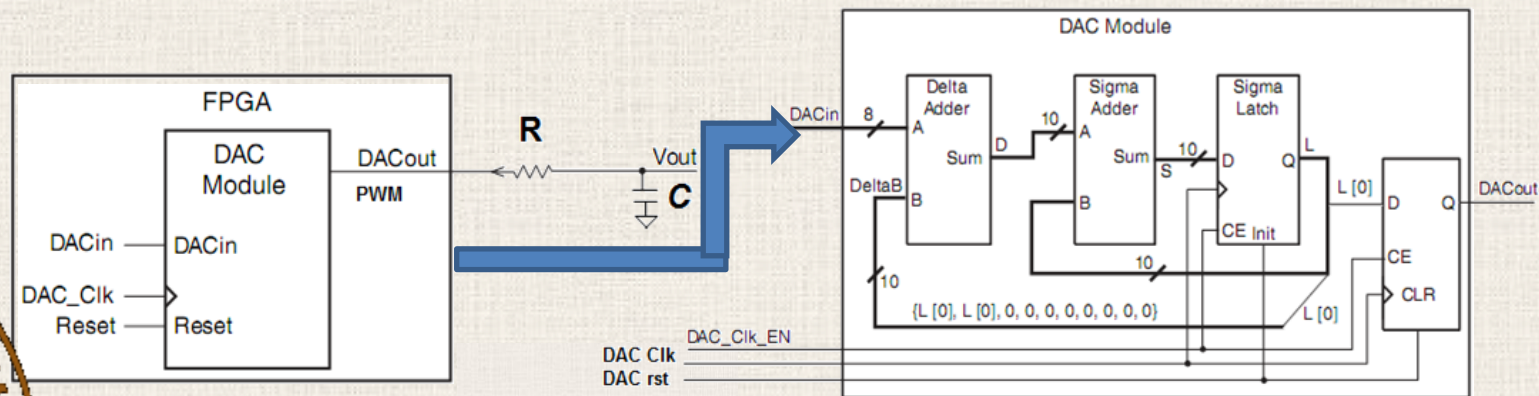 FPGA
DAC
Module
DACout
PWM
DACin
DACin
DAC_Clk
Reset
Reset
R
Vout
C
DAC Module
DACin
8
Delta
Adder
A
D
Sum
DeltaB
B
10
10
Sigma
Adder
A
Sum
S
B
10
10
Sigma
Latch
L
D
Q
CE
Init
L [0]
D
Q
DACout
CE
CLR
{L [0], L [0], 0, 0, 0, 0, 0, 0, 0, 0}
L [0]
DAC_Clk_EN
DAC Clk
DAC rst